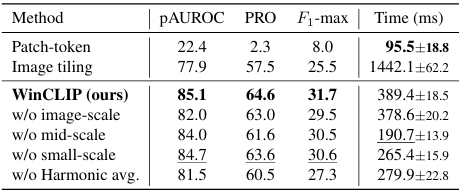 Method pAUROC PRO F1-max Time (ms)
Patch-token 22.4 2.3 8.0 95.5±18.8
Image tiling 77.9 57.5 25.5 1442.1±62.2
WinCLIP (ours) 85.1 64.6 31.7 389.4±18.5
w/o image-scale 82.0 63.0 29.5 378.6±20.2
w/o mid-scale 84.0 61.6 30.5 190.7±13.9
w/o small-scale 84.7 63.6 30.6 265.4±15.9
w/o Harmonic avg. 81.5 60.5 27.3 279.9±22.8